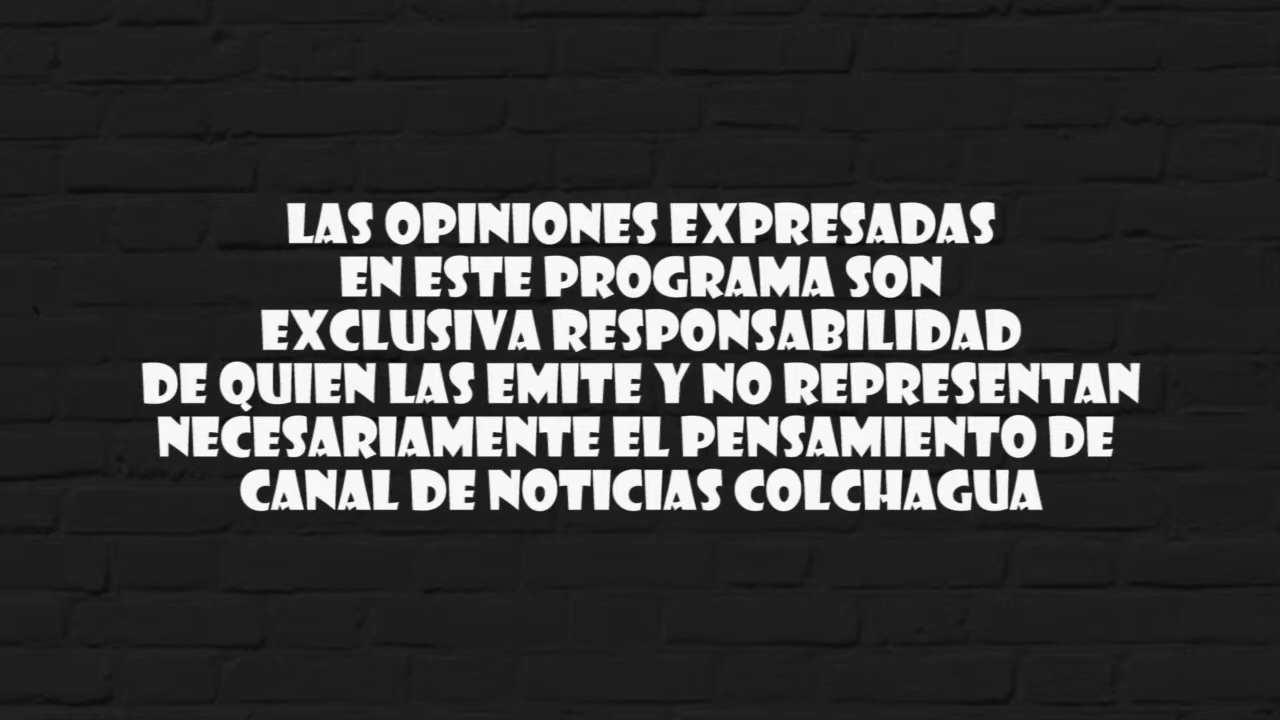 LAS OPINIONES EXPRESADAS
EN ESTE PROGRAMA SON
EXCLUSIVA RESPONSABILIDAD
DE QUIEN LAS EMITE Y NO REPRESENTAN
NECESARIAMENTE EL PENSAMIENTO DE
CANAL DE NOTICIAS COLCHAGUA